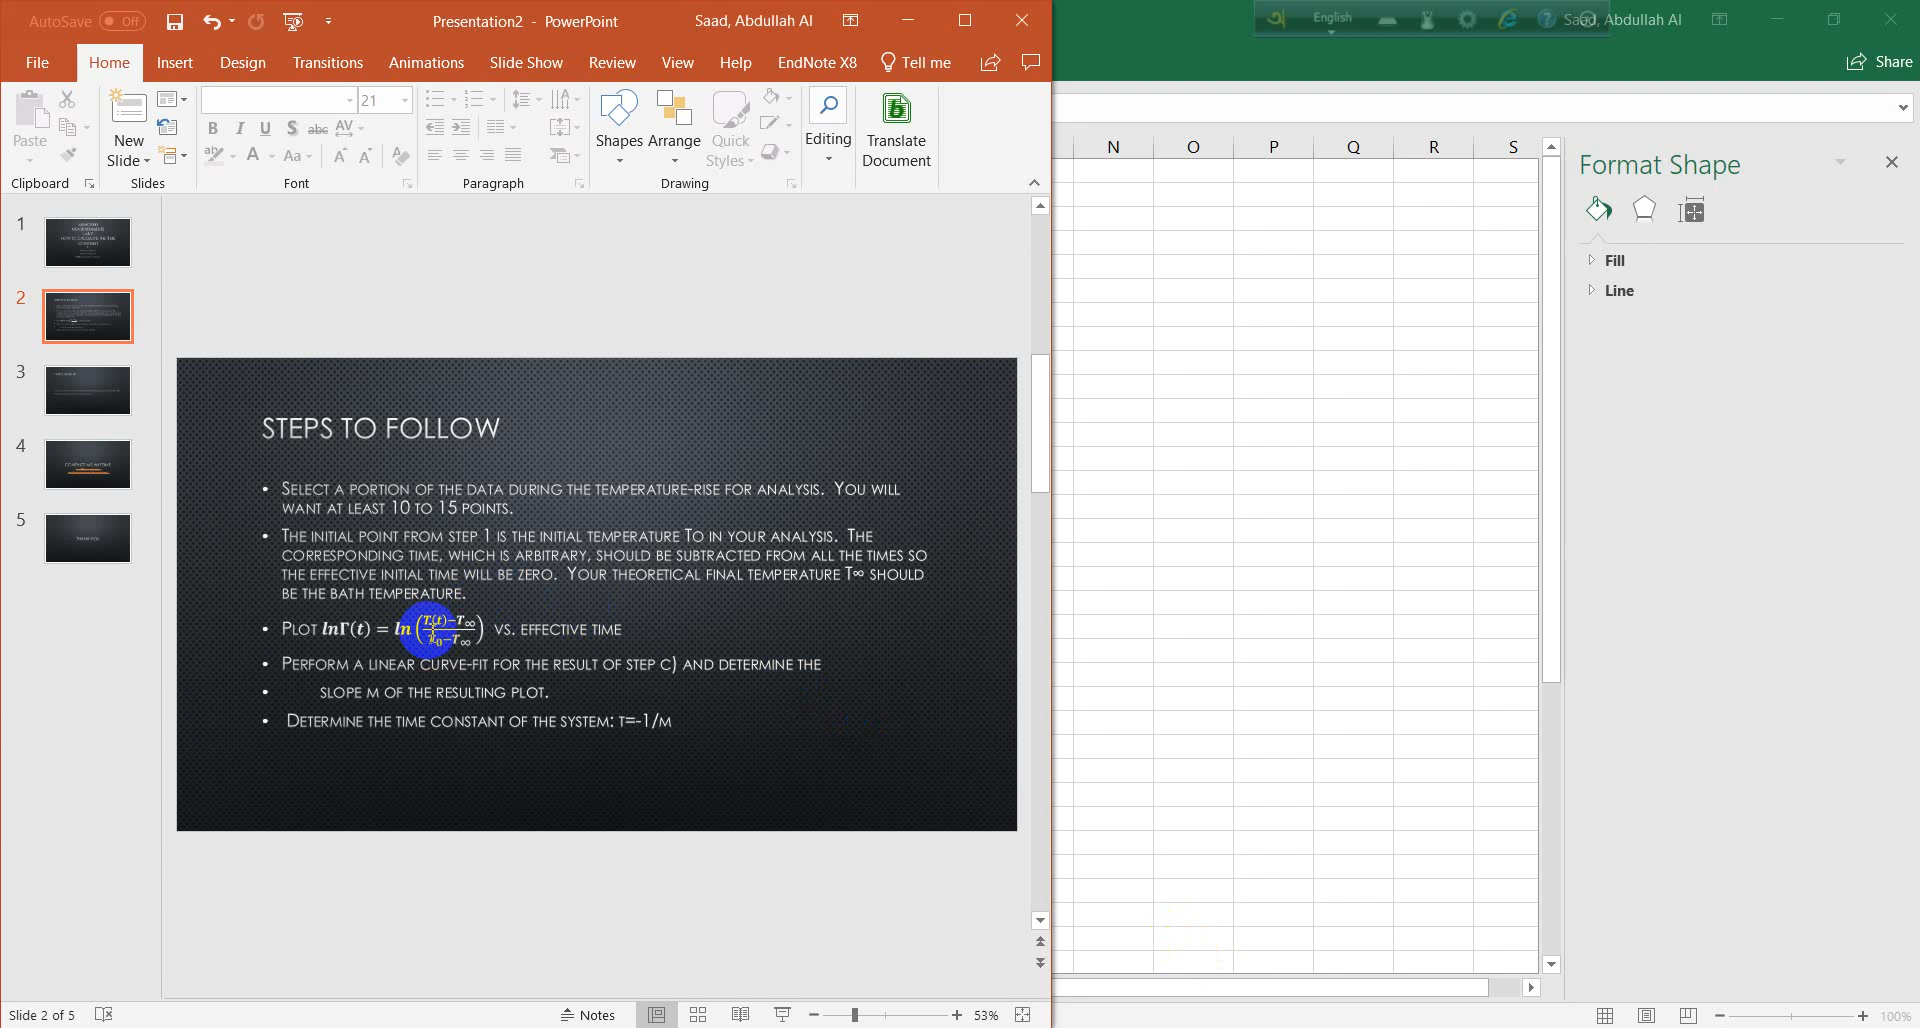 AutoSave Off
Presentation2 - PowerPoint
Saad, Abdullah Al
English
Saad, Abdullah Al
File Home Insert Design Transitions Animations Slide Show Review View Help EndNote X8 Tell me
Share
21
Paste
New
Slide
Shapes
Arrange
Quick
Styles
Editing
Translate
Document
Clipboard
Slides
Font
Paragraph
Drawing
N O P Q R S
Format Shape
Fill
Line
1
2
3
4
5
STEPS TO FOLLOW
• SELECT A PORTION OF THE DATA DURING THE TEMPERATURE-RISE FOR ANALYSIS. YOU WILL
WANT AT LEAST 10 TO 15 POINTS.
• THE INITIAL POINT FROM STEP 1 IS THE INITIAL TEMPERATURE TO IN YOUR ANALYSIS. THE
CORRESPONDING TIME, WHICH IS ARBITRARY, SHOULD BE SUBTRACTED FROM ALL THE TIMES SO
THE EFFECTIVE INITIAL TIME WILL BE ZERO. YOUR THEORETICAL FINAL TEMPERATURE T∞ SHOULD
BE THE BATH TEMPERATURE.
• PLOT lnΓ(t) = ln((T(t)−T∞)/(T0−T∞)) VS. EFFECTIVE TIME
• PERFORM A LINEAR CURVE-FIT FOR THE RESULT OF STEP C) AND DETERMINE THE
• SLOPE M OF THE RESULTING PLOT.
• DETERMINE THE TIME CONSTANT OF THE SYSTEM: τ=-1/M
Slide 2 of 5
Notes
53%
100%